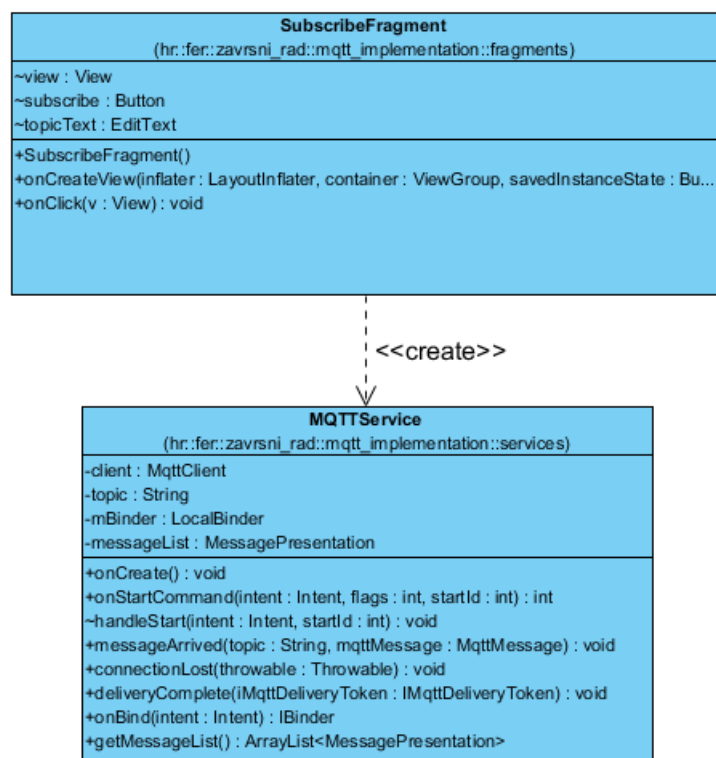 SubscribeFragment
(hr::fer::zavrsni_rad::mqtt_implementation::fragments)
~view : View
~subscribe : Button
~topicText : EditText
+SubscribeFragment()
+onCreateView(inflater : LayoutInflater, container : ViewGroup, savedInstanceState : Bu...
+onClick(v : View) : void
<<create>>
MQTTService
(hr::fer::zavrsni_rad::mqtt_implementation::services)
-client : MqttClient
-topic : String
-mBinder : LocalBinder
-messageList : MessagePresentation
+onCreate() : void
+onStartCommand(intent : Intent, flags : int, startId : int) : int
~handleStart(intent : Intent, startId : int) : void
+messageArrived(topic : String, mqttMessage : MqttMessage) : void
+connectionLost(throwable : Throwable) : void
+deliveryComplete(iMqttDeliveryToken : IMqttDeliveryToken) : void
+onBind(intent : Intent) : IBinder
+getMessageList() : ArrayList<MessagePresentation>